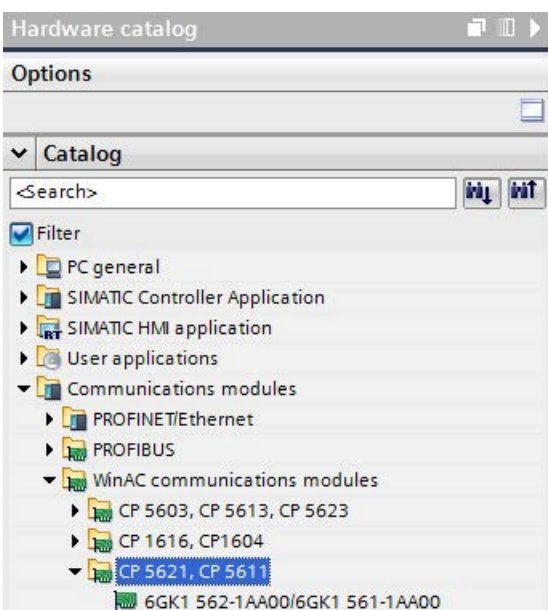 Hardware catalog
Options
Catalog
<Search>
Filter
PC general
SIMATIC Controller Application
RT SIMATIC HMI application
User applications
Communications modules
PROFINET/Ethernet
PROFIBUS
WinAC communications modules
CP 5603, CP 5613, CP 5623
CP 1616, CP1604
CP 5621, CP 5611
6GK1 562-1AA00/6GK1 561-1AA00